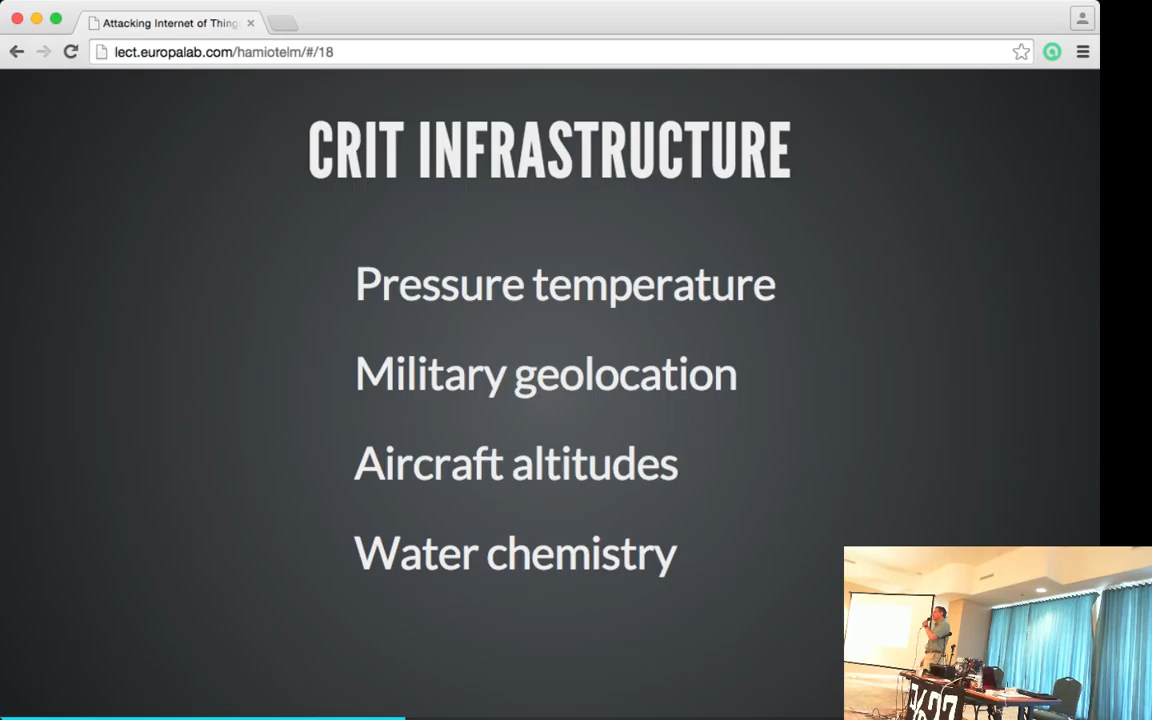 Attacking Internet of Thing
lect.europalab.com/hamiotelm/#/18
CRIT INFRASTRUCTURE
Pressure temperature
Military geolocation
Aircraft altitudes
Water chemistry